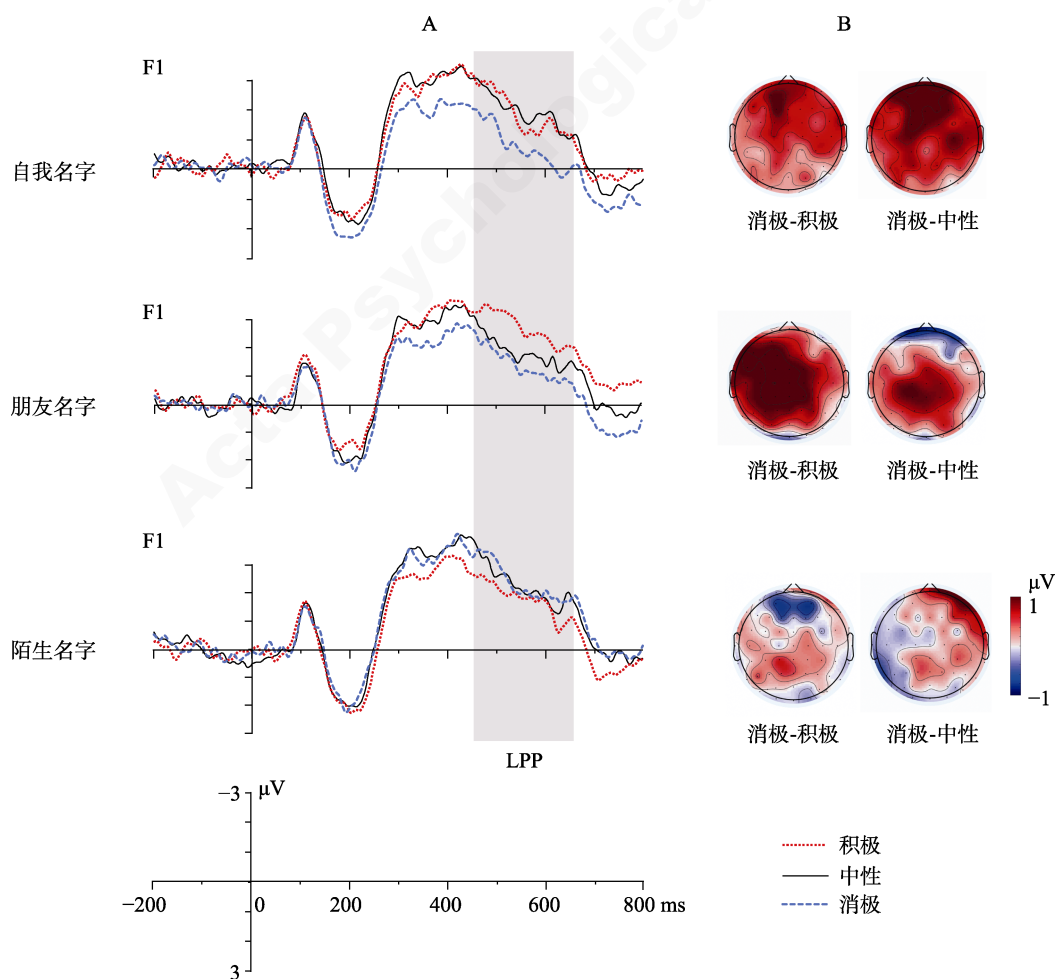 A
B
F1
自我名字
消极-积极
消极-中性
F1
朋友名字
消极-积极
消极-中性
F1
陌生名字
μV
1
−1
消极-积极
消极-中性
LPP
−3
μV
−200
0
200
400
600
800 ms
3
积极
中性
消极
Acta Psychologica